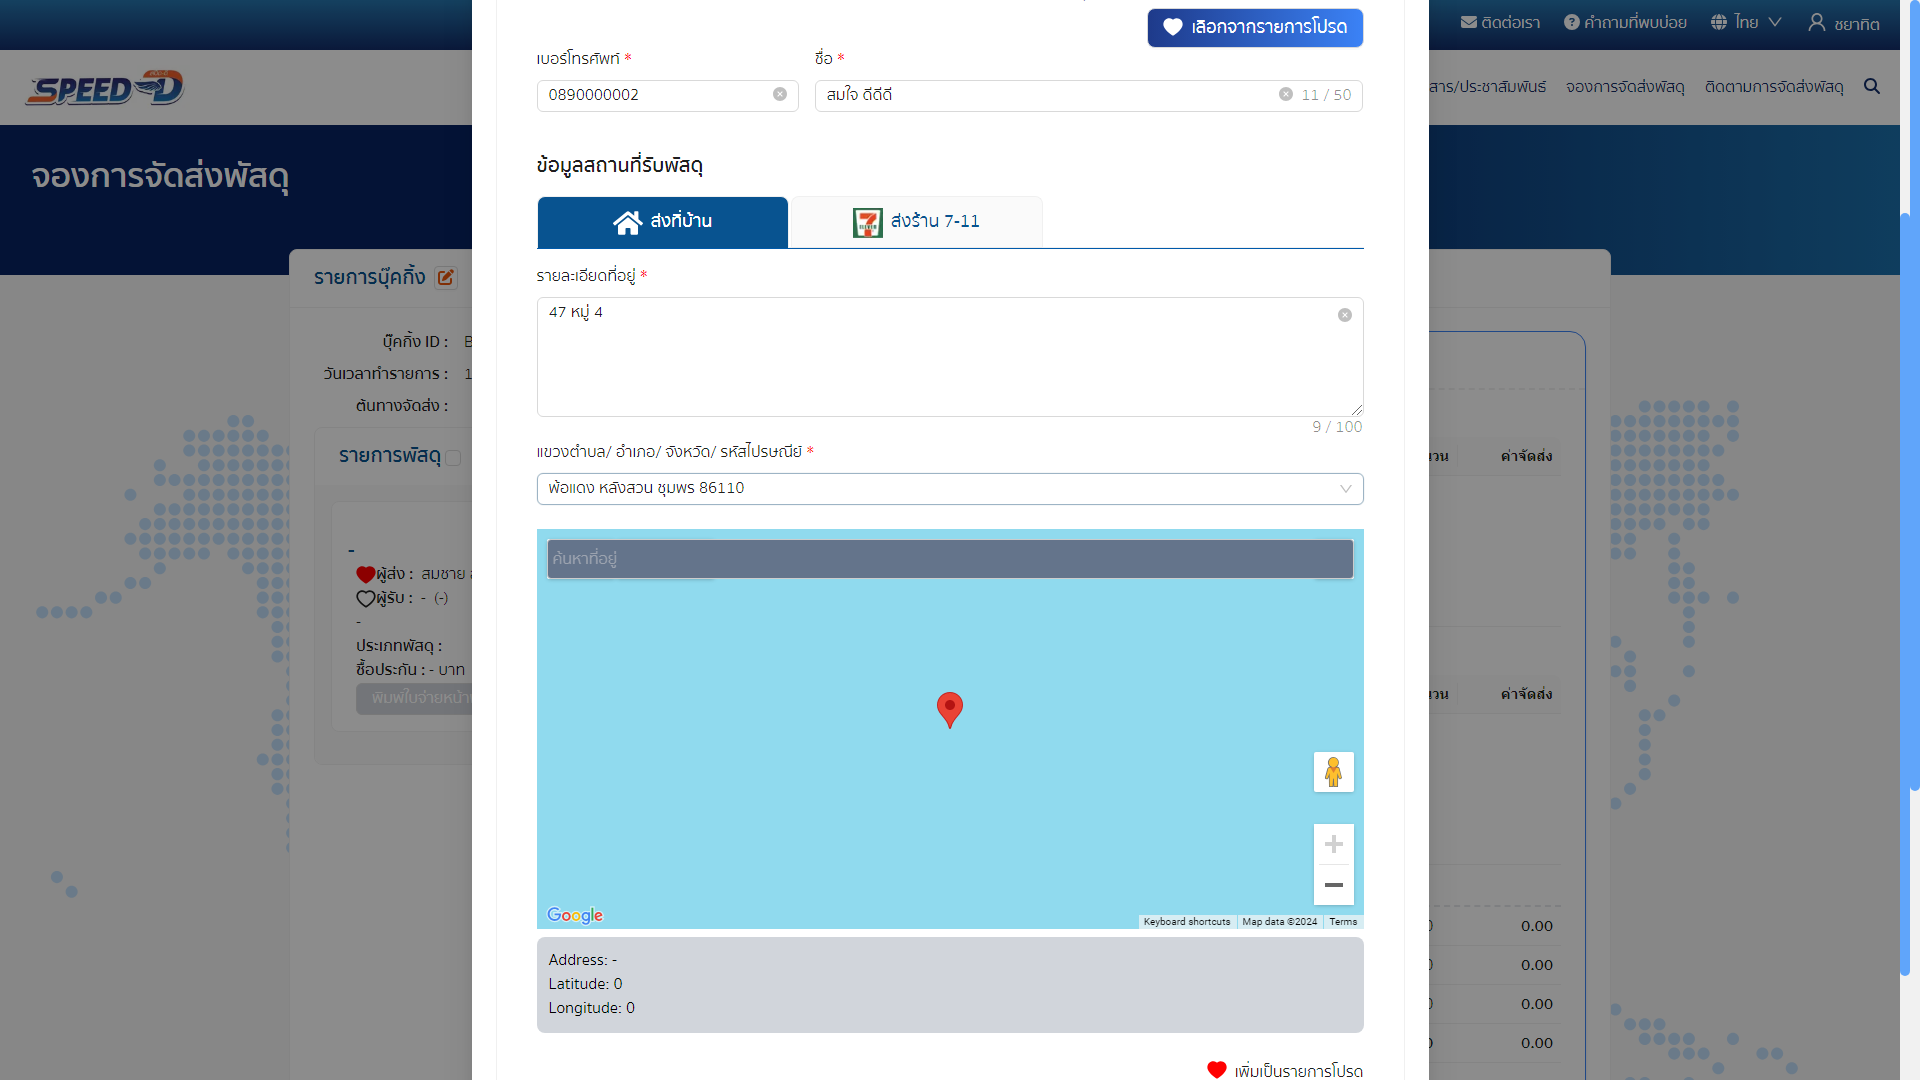 ติดต่อเรา
คำถามที่พบบ่อย
ไทย
ชยาทิต
SPEED D
สาร/ประชาสัมพันธ์
จองการจัดส่งพัสดุ
ติดตามการจัดส่งพัสดุ
จองการจัดส่งพัสดุ
รายการบุ๊คกิ้ง
บุ๊คกิ้ง ID :
วันเวลาทำรายการ : 1
ต้นทางจัดส่ง :
รายการพัสดุ
-
ผู้ส่ง : สมชาย
ผู้รับ : - (-)
-
ประเภทพัสดุ :
ซื้อประกัน : - บาท
พิมพ์ใบจ่ายหน้า
เลือกจากรายการโปรด
เบอร์โทรศัพท์ *
ชื่อ *
0890000002
สมใจ ดีดีดี
11 / 50
ข้อมูลสถานที่รับพัสดุ
ส่งที่บ้าน
ส่งร้าน 7-11
รายละเอียดที่อยู่ *
47 หมู่ 4
9 / 100
แขวงตำบล/ อำเภอ/ จังหวัด/ รหัสไปรษณีย์ *
พ้อแดง หลังสวน ชุมพร 86110
ค้นหาที่อยู่
Google
Keyboard shortcuts
Map data ©2024
Terms
Address: -
Latitude: 0
Longitude: 0
เพิ่มเป็นรายการโปรด
ค่าจัดส่ง
ค่าจัดส่ง
0.00
0.00
0.00
0.00